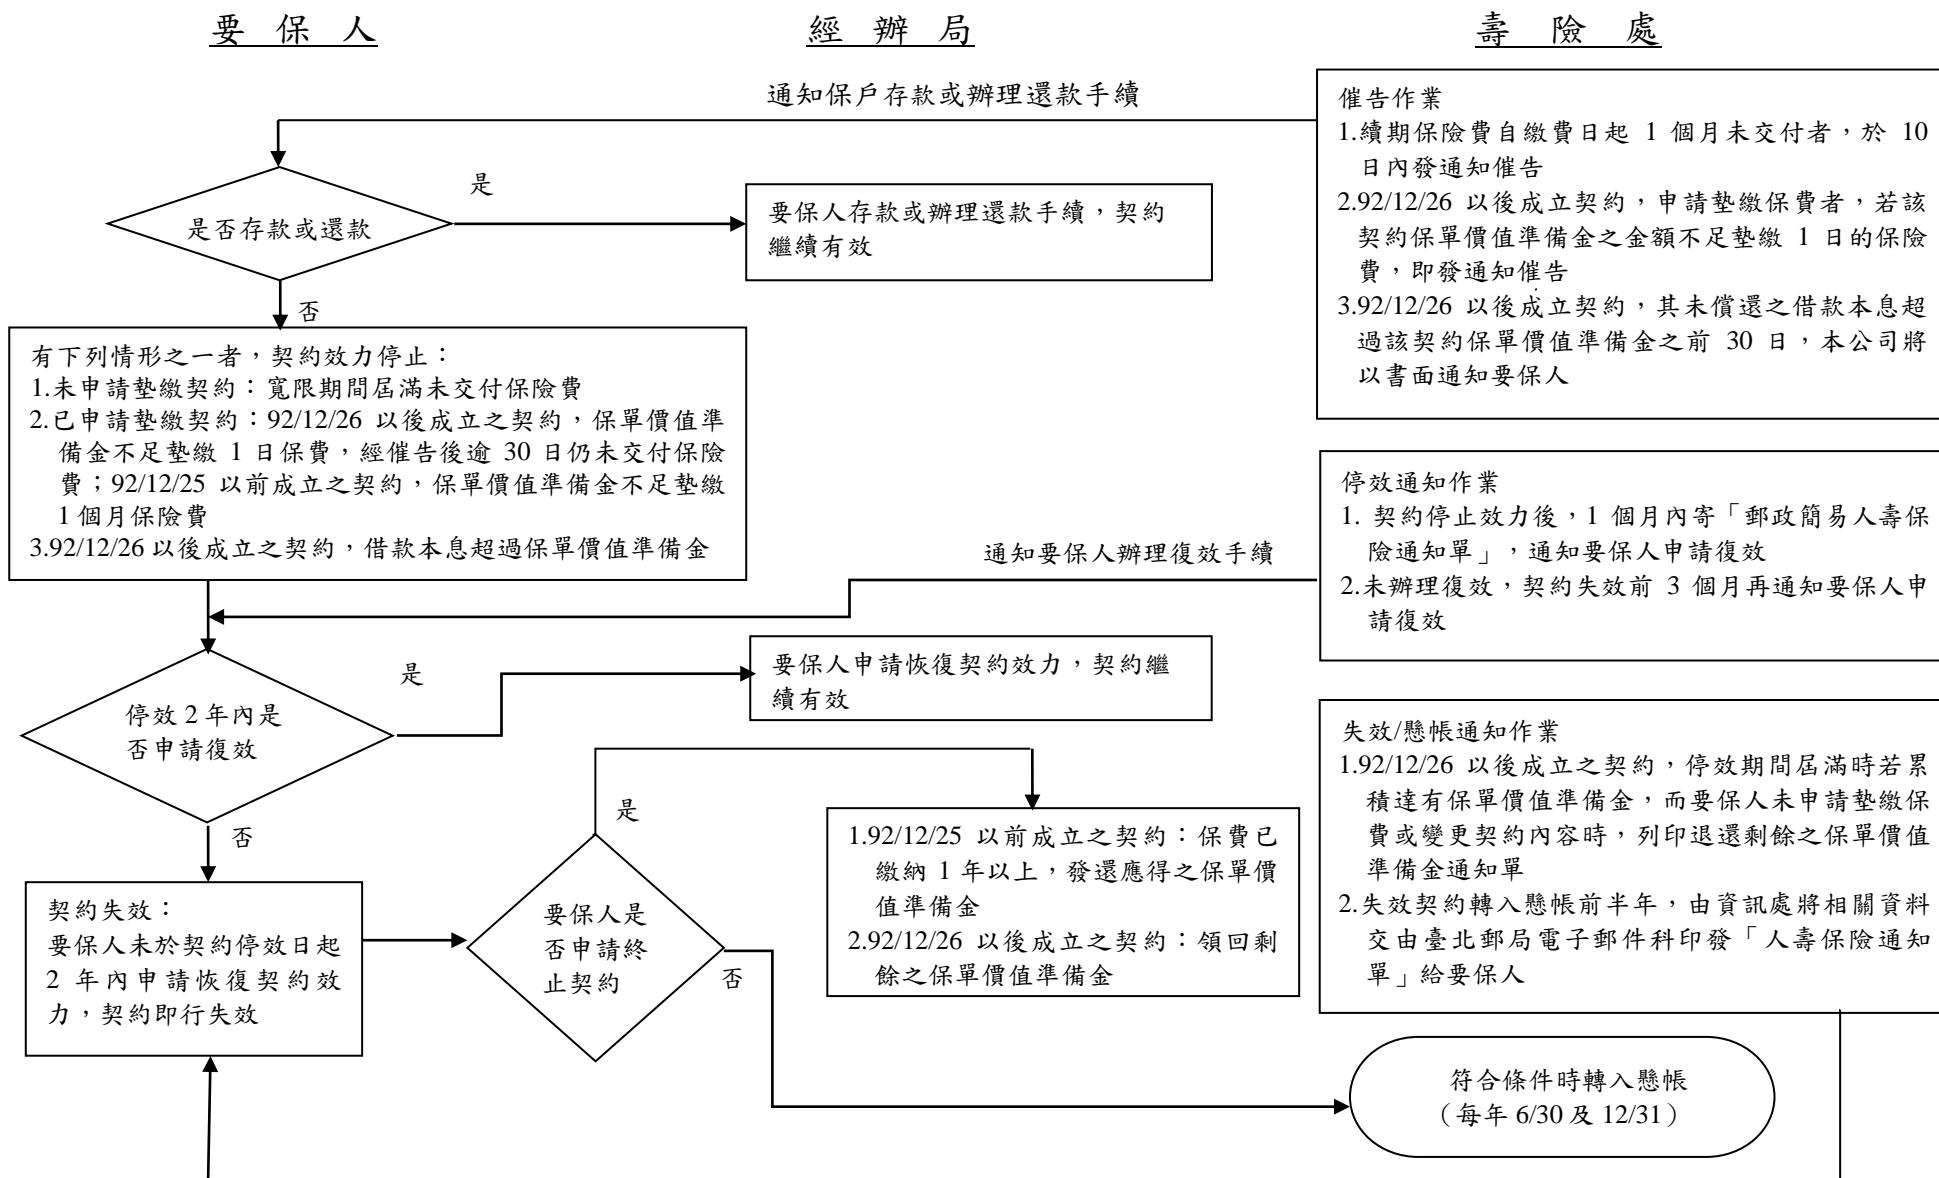 要保人
經辦局
壽險處
通知保戶存款或辦理還款手續
催告作業
1.續期保險費自繳費日起 1 個月未交付者，於 10
日內發通知催告
2.92/12/26 以後成立契約，申請墊繳保費者，若該
契約保單價值準備金之金額不足墊繳 1 日的保險
費，即發通知催告
3.92/12/26 以後成立契約，其未償還之借款本息超
過該契約保單價值準備金之前 30 日，本公司將
以書面通知要保人
是否存款或還款
是
要保人存款或辦理還款手續，契約
繼續有效
否
有下列情形之一者，契約效力停止：
1.未申請墊繳契約：寬限期間屆滿未交付保險費
2.已申請墊繳契約：92/12/26 以後成立之契約，保單價值準
備金不足墊繳 1 日保費，經催告後逾 30 日仍未交付保險
費；92/12/25 以前成立之契約，保單價值準備金不足墊繳
1 個月保險費
3.92/12/26 以後成立之契約，借款本息超過保單價值準備金
停效通知作業
1. 契約停止效力後，1 個月內寄「郵政簡易人壽保
險通知單」，通知要保人申請復效
2.未辦理復效，契約失效前 3 個月再通知要保人申
請復效
通知要保人辦理復效手續
停效 2 年內是
否申請復效
是
要保人申請恢復契約效力，契約繼
續有效
否
失效/懸帳通知作業
1.92/12/26 以後成立之契約，停效期間屆滿時若累
積達有保單價值準備金，而要保人未申請墊繳保
費或變更契約內容時，列印退還剩餘之保單價值
準備金通知單
2.失效契約轉入懸帳前半年，由資訊處將相關資料
交由臺北郵局電子郵件科印發「人壽保險通知
單」給要保人
契約失效：
要保人未於契約停效日起
2 年內申請恢復契約效
力，契約即行失效
要保人是
否申請終
止契約
是
1.92/12/25 以前成立之契約：保費已
繳納 1 年以上，發還應得之保單價
值準備金
2.92/12/26 以後成立之契約：領回剩
餘之保單價值準備金
否
符合條件時轉入懸帳
（每年 6/30 及 12/31）